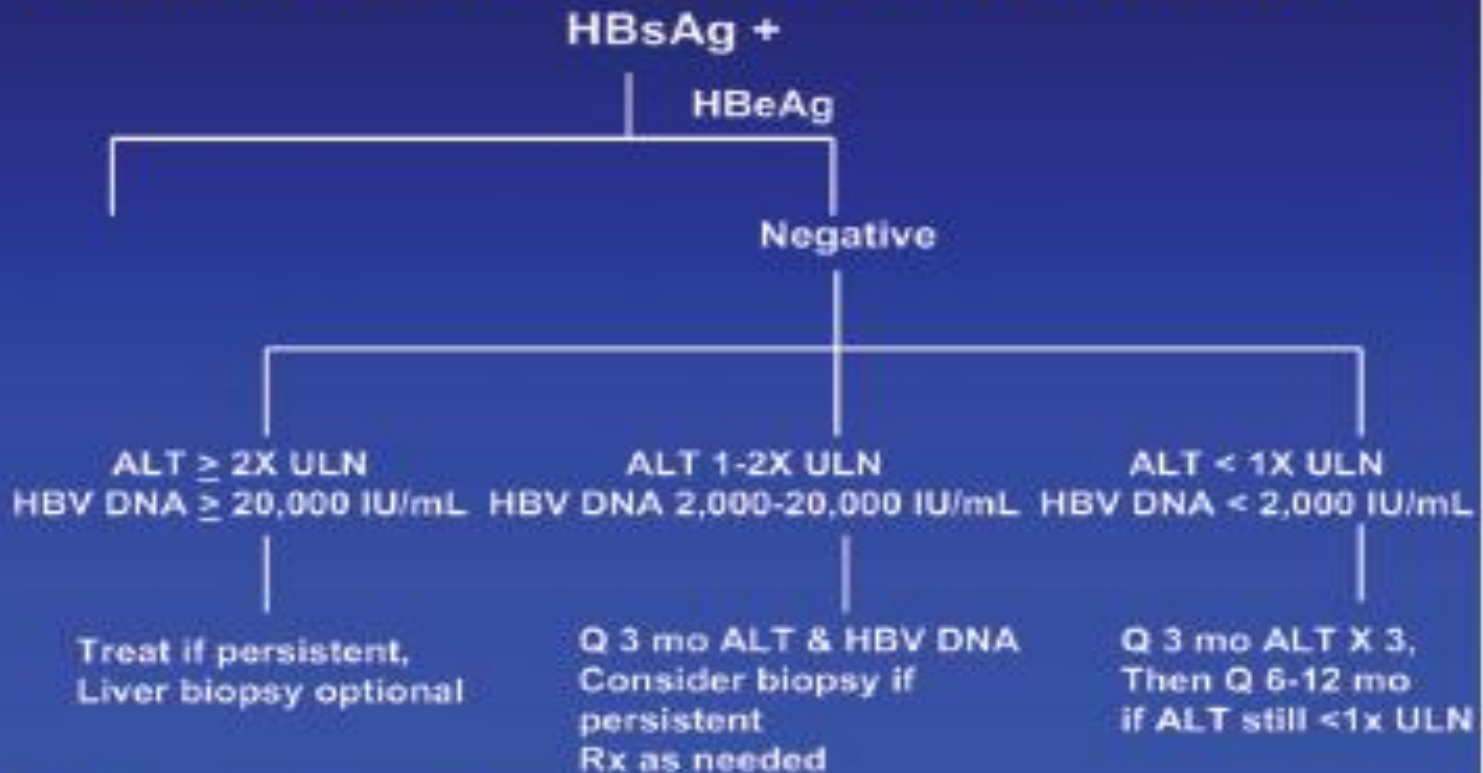 HBsAg +
HBeAg
Negative
ALT ≥ 2X ULN
HBV DNA ≥ 20,000 IU/mL
ALT 1-2X ULN
HBV DNA 2,000-20,000 IU/mL
ALT < 1X ULN
HBV DNA < 2,000 IU/mL
Treat if persistent,
Liver biopsy optional
Q 3 mo ALT & HBV DNA
Consider biopsy if
persistent
Rx as needed
Q 3 mo ALT X 3,
Then Q 6-12 mo
if ALT still <1x ULN